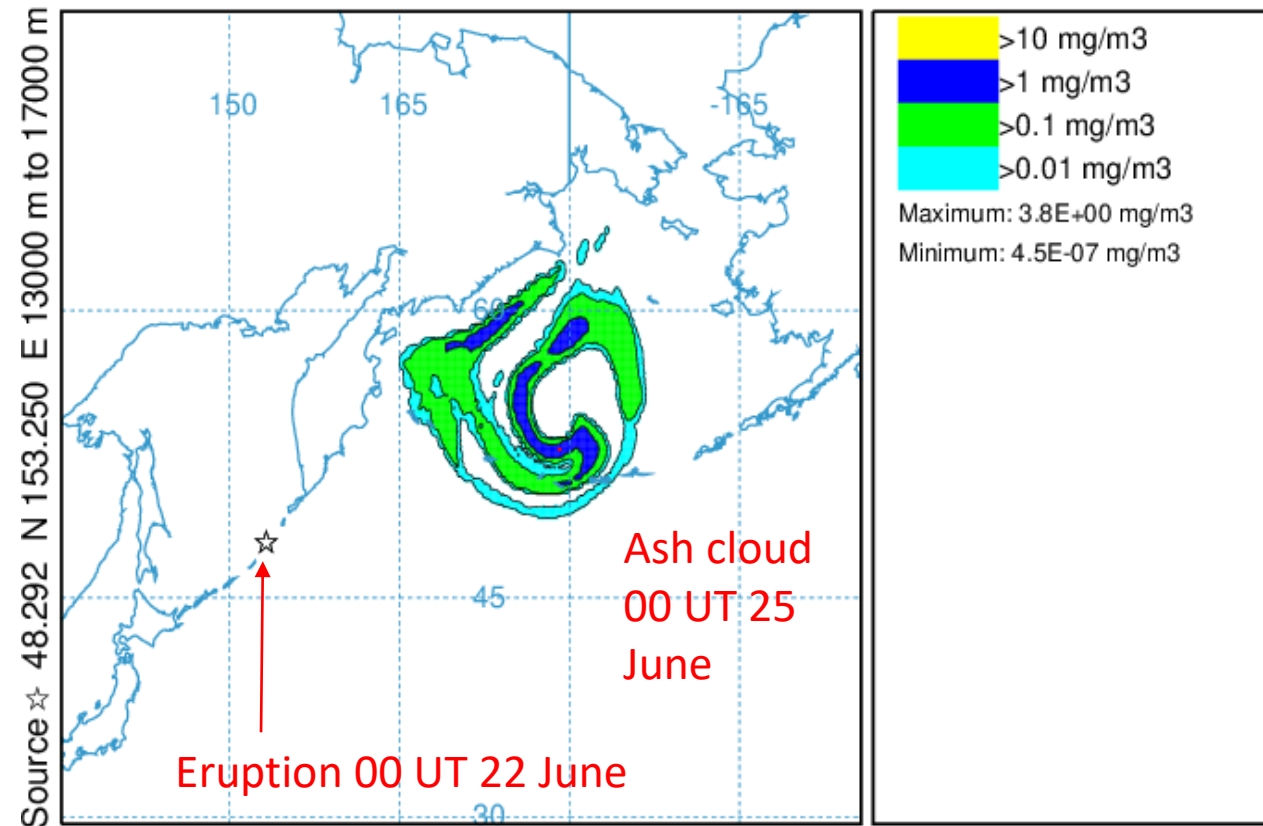 Source ☆ 48.292 N 153.250 E 13000 m to 17000 m
150
165
-165
60
45
30
Ash cloud
00 UT 25
June
Eruption 00 UT 22 June
>10 mg/m3
>1 mg/m3
>0.1 mg/m3
>0.01 mg/m3
Maximum: 3.8E+00 mg/m3
Minimum: 4.5E-07 mg/m3